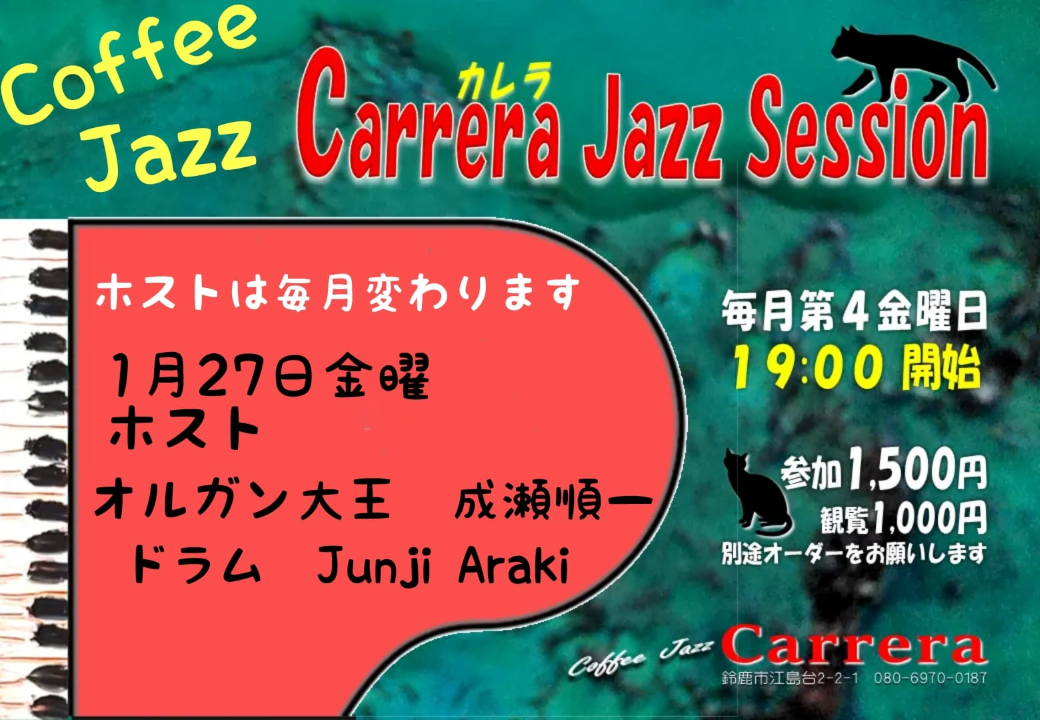 Coffee
Jazz
カレラ
Carrera Jazz Session
ホストは毎月変わります
1月27日金曜
ホスト
オルガン大王　成瀬順一
ドラム　Junji Araki
毎月第4金曜日
19:00 開始
参加1,500円
観覧1,000円
別途オーダーをお願いします
Coffee Jazz Carrera
鈴鹿市江島台2-2-1　080-6970-0187